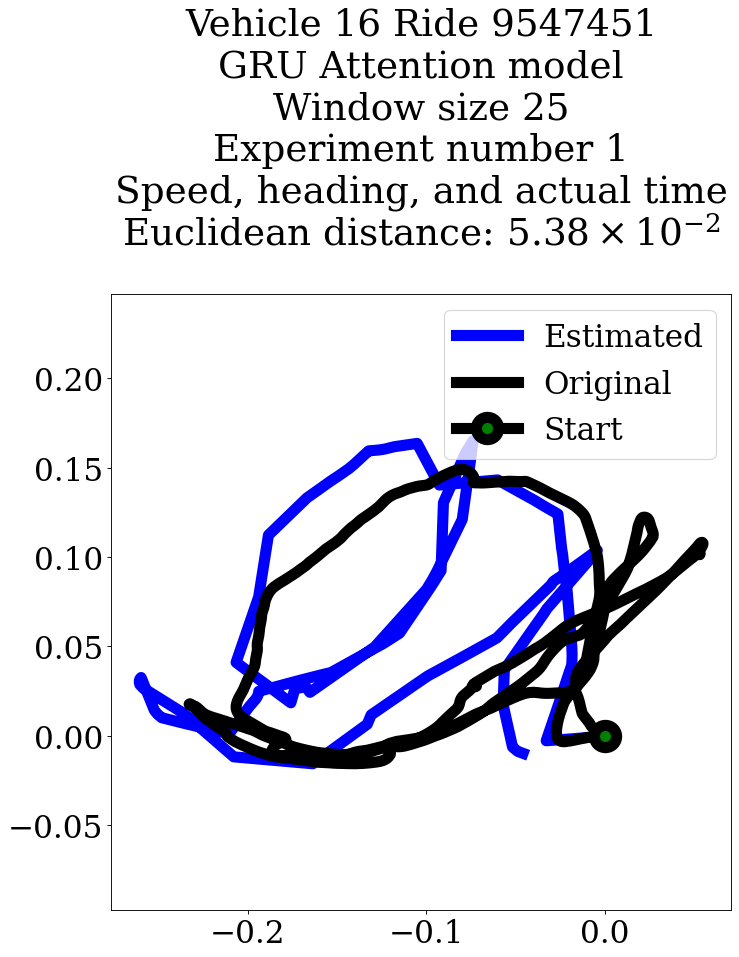 Vehicle 16 Ride 9547451
GRU Attention model
Window size 25
Experiment number 1
Speed, heading, and actual time
Euclidean distance: 5.38 × 10⁻²
Estimated
Original
Start
0.20
0.15
0.10
0.05
0.00
−0.05
−0.2 −0.1 0.0